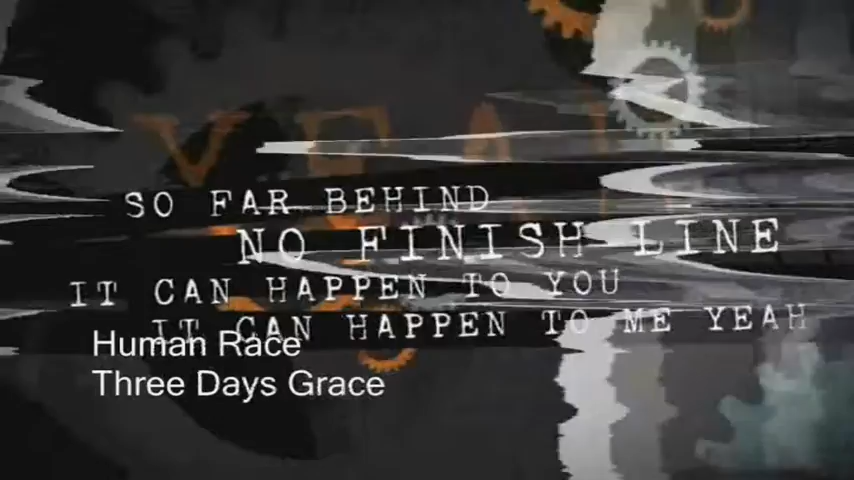 YEAH
SO FAR BEHIND
NO FINISH LINE
IT CAN HAPPEN TO YOU
IT CAN HAPPEN TO ME YEAH
Human Race
Three Days Grace